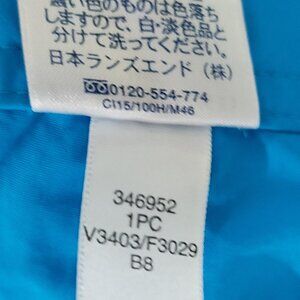 濃い色のものは色落ち
しますので、白・淡色品と
分けて洗ってください。
日本ランズエンド(株)
0120-554-774
CI15/100H/M46
346952
1PC
V3403/F3029
B8